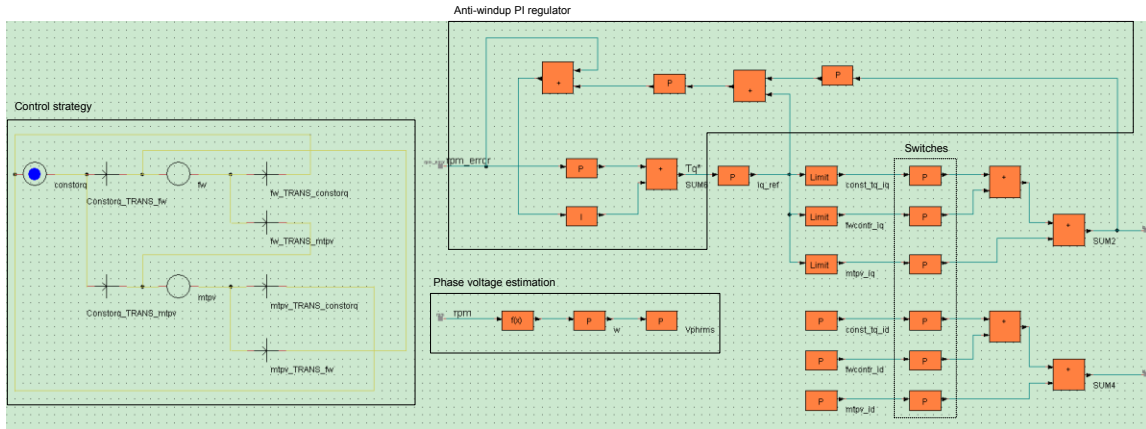 Anti-windup PI regulator
+
P
+
P
Control strategy
rpm_error
P
+
Tq*
SUM6
P
iq_ref
I
Switches
Limit
const_tq_iq
P
+
Limit
fwcontr_iq
P
+
SUM2
Limit
mtpv_iq
P
constorq
Constorq_TRANS_fw
fw
fw_TRANS_constorq
fw_TRANS_mtpv
Constorq_TRANS_mtpv
mtpv
mtpv_TRANS_constorq
mtpv_TRANS_fw
Phase voltage estimation
rpm
f(x)
P
w
P
Vphrms
P
const_tq_id
P
+
P
fwcontr_id
P
+
SUM4
P
mtpv_id
P